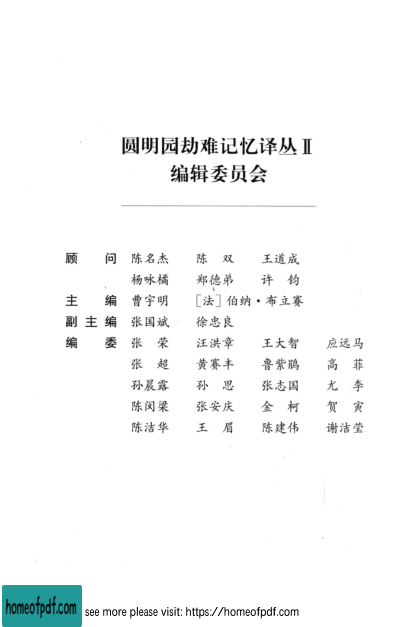 圆明园劫难记忆译丛Ⅱ
编辑委员会
顾 问 陈名杰 陈 双 王道成
杨咏橘 郑德弟 许 钧
主 编 曹宇明 [法]伯纳·布立赛
副主编 张国斌 徐忠良
编 委 张 荣 汪洪章 王大智 应远马
张 超 黄赛丰 鲁紫鹃 高 菲
孙晨露 孙 思 张志国 尤 李
陈闵梁 张安庆 金 柯 贺 寅
陈洁华 王 眉 陈建伟 谢洁莹
homeofpdf.com see more please visit: https://homeofpdf.com